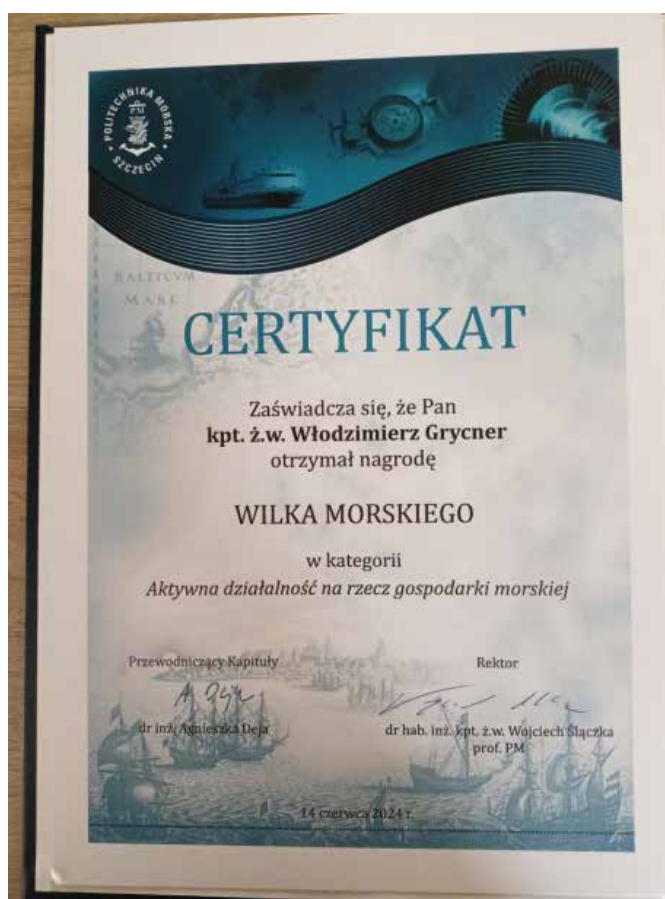 POLITECHNIKA MORSKA
PM
SZCZECIN
BALTICVM
MARE
CERTYFIKAT
Zaświadcza się, że Pan
kpt. ż.w. Włodzimierz Grycner
otrzymał nagrodę
WILKA MORSKIEGO
w kategorii
Aktywna działalność na rzecz gospodarki morskiej
Przewodniczący Kapituły
dr inż. Agnieszka Deja
Rektor
dr hab. inż. kpt. ż.w. Wojciech Ślączka
prof. PM
14 czerwca 2024 r.